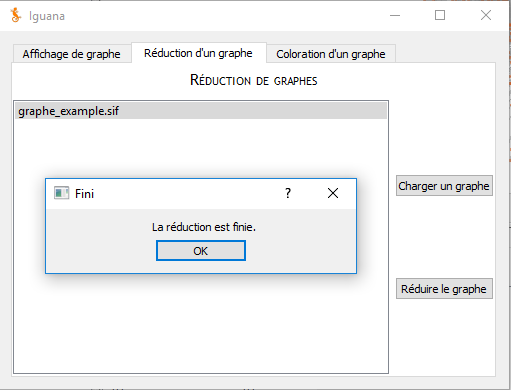 Iguana
Affichage de graphe
Réduction d'un graphe
Coloration d'un graphe
RÉDUCTION DE GRAPHES
graphe_example.sif
Charger un graphe
Fini
?
La réduction est finie.
OK
Réduire le graphe